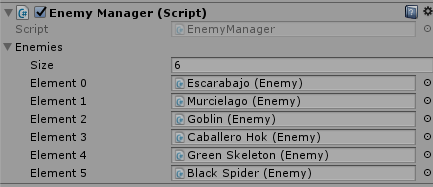 Enemy Manager (Script)
Script EnemyManager
Enemies
Size 6
Element 0 Escarabajo (Enemy)
Element 1 Murcielago (Enemy)
Element 2 Goblin (Enemy)
Element 3 Caballero Hok (Enemy)
Element 4 Green Skeleton (Enemy)
Element 5 Black Spider (Enemy)